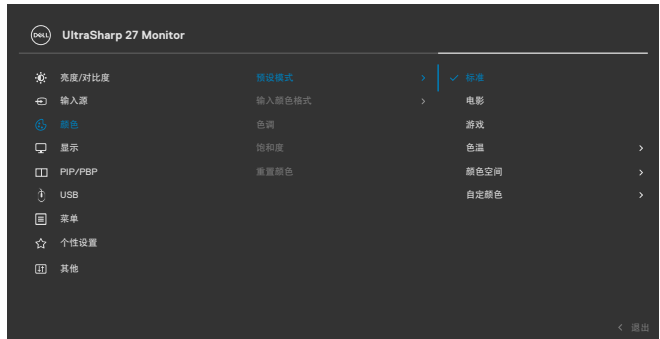 DELL UltraSharp 27 Monitor
亮度/对比度 预设模式 标准
输入源 输入颜色格式 电影
颜色 色调 游戏
显示 饱和度 色温
PIP/PBP 重置颜色 颜色空间
USB 自定颜色
菜单
个性设置
其他
退出